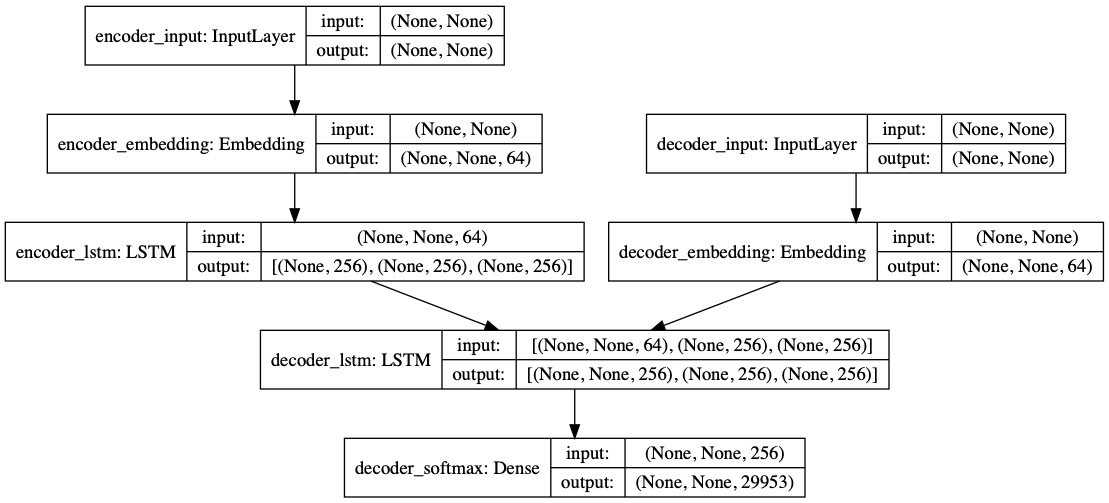 encoder_input: InputLayer
input: (None, None)
output: (None, None)
encoder_embedding: Embedding
input: (None, None)
output: (None, None, 64)
decoder_input: InputLayer
input: (None, None)
output: (None, None)
encoder_lstm: LSTM
input: (None, None, 64)
output: [(None, 256), (None, 256), (None, 256)]
decoder_embedding: Embedding
input: (None, None)
output: (None, None, 64)
decoder_lstm: LSTM
input: [(None, None, 64), (None, 256), (None, 256)]
output: [(None, None, 256), (None, 256), (None, 256)]
decoder_softmax: Dense
input: (None, None, 256)
output: (None, None, 29953)